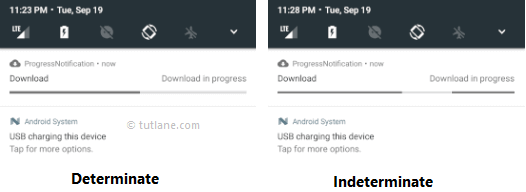 11:23 PM • Tue, Sep 19
LTE
ProgressNotification • now
Download Download in progress
Android System
USB charging this device
Tap for more options.
© tutlane.com
Determinate
11:28 PM • Tue, Sep 19
LTE
ProgressNotification • now
Download Download in progress
Android System
USB charging this device
Tap for more options.
Indeterminate